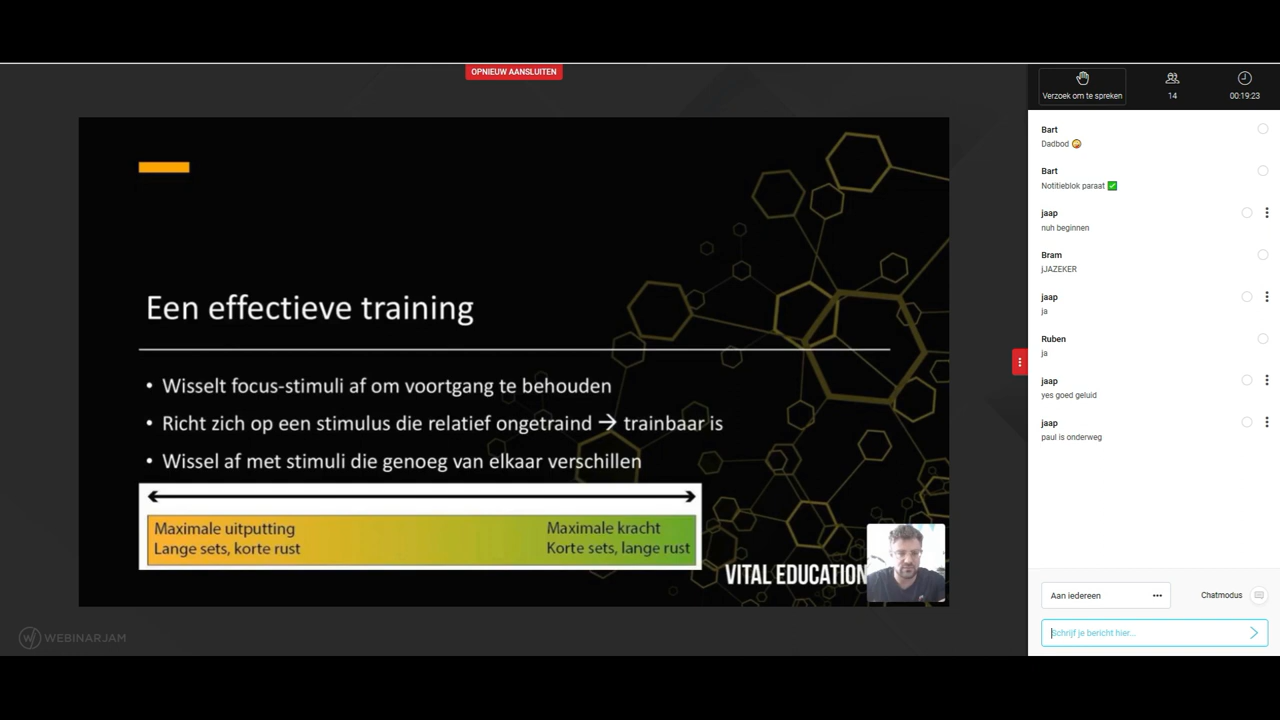 OPNIEUW AANSLUITEN
Een effectieve training
• Wisselt focus-stimuli af om voortgang te behouden
• Richt zich op een stimulus die relatief ongetraind → trainbaar is
• Wissel af met stimuli die genoeg van elkaar verschillen
Maximale uitputting
Lange sets, korte rust
Maximale kracht
Korte sets, lange rust
VITAL EDUCATION
WEBINARJAM
Verzoek om te spreken
14
00:19:23
Bart
Dadbod
Bart
Notitieblok paraat
jaap
nuh beginnen
Bram
jJAZEKER
jaap
ja
Ruben
ja
jaap
yes goed geluid
jaap
paul is onderweg
Aan iedereen
Chatmodus
Schrijf je bericht hier...